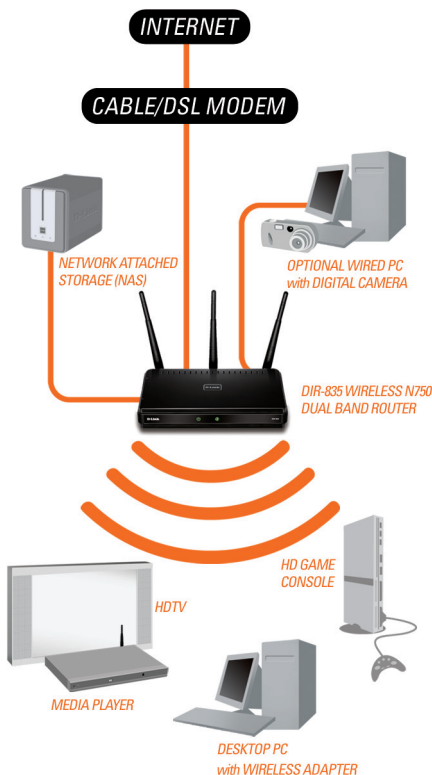 INTERNET
CABLE/DSL MODEM
NETWORK ATTACHED
STORAGE (NAS)
OPTIONAL WIRED PC
with DIGITAL CAMERA
D-Link
DIR-835 WIRELESS N750
DUAL BAND ROUTER
HD GAME
CONSOLE
HDTV
MEDIA PLAYER
DESKTOP PC
with WIRELESS ADAPTER